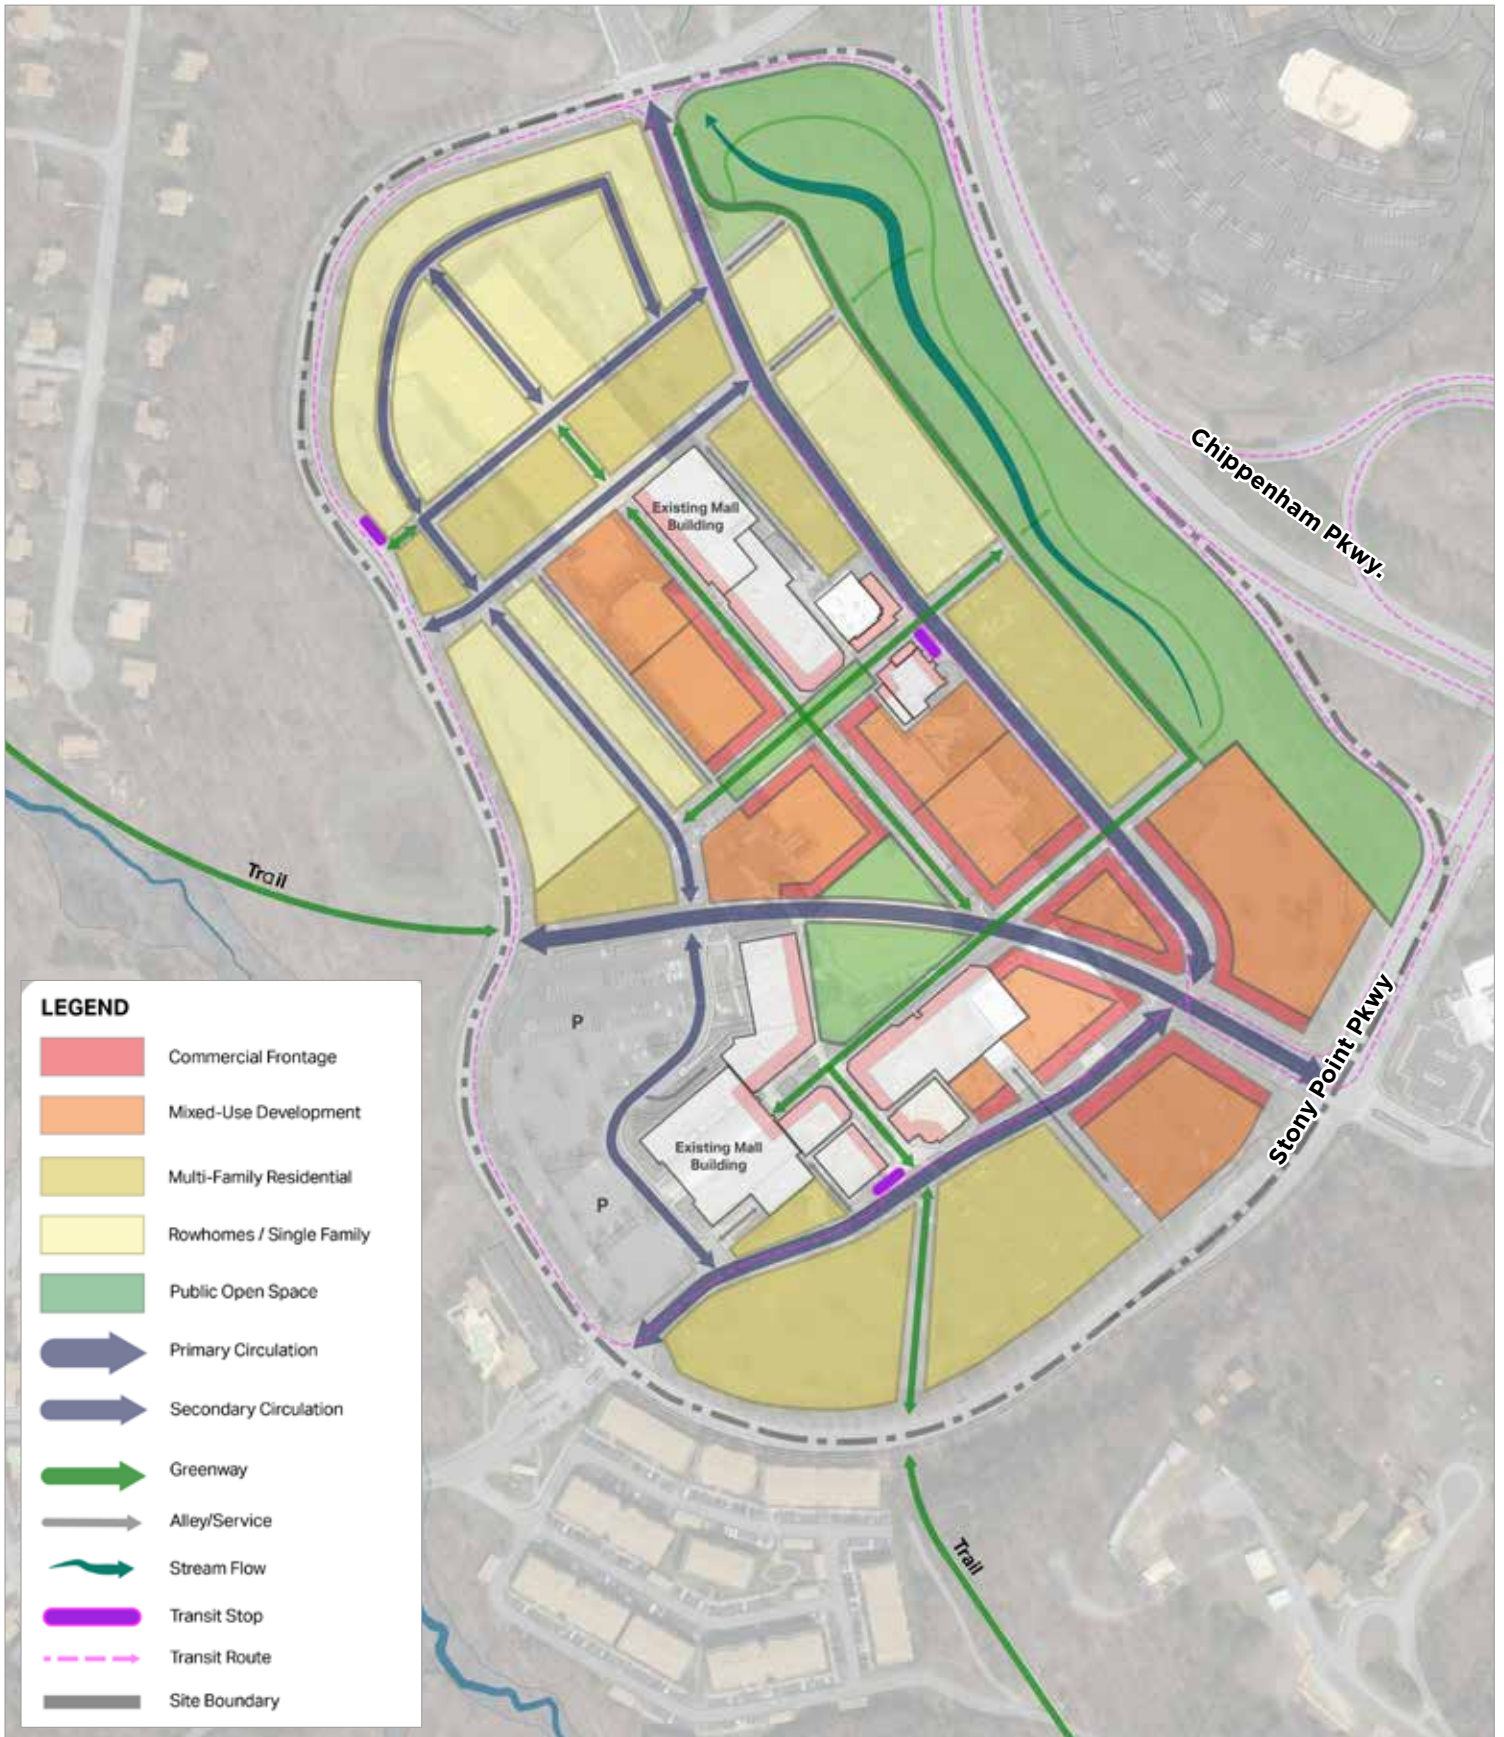 Existing Mall
Building
Chippenham Pkwy.
Trail
P
P
Existing Mall
Building
Stony Point Pkwy
Trail
LEGEND
Commercial Frontage
Mixed-Use Development
Multi-Family Residential
Rowhomes / Single Family
Public Open Space
Primary Circulation
Secondary Circulation
Greenway
Alley/Service
Stream Flow
Transit Stop
Transit Route
Site Boundary